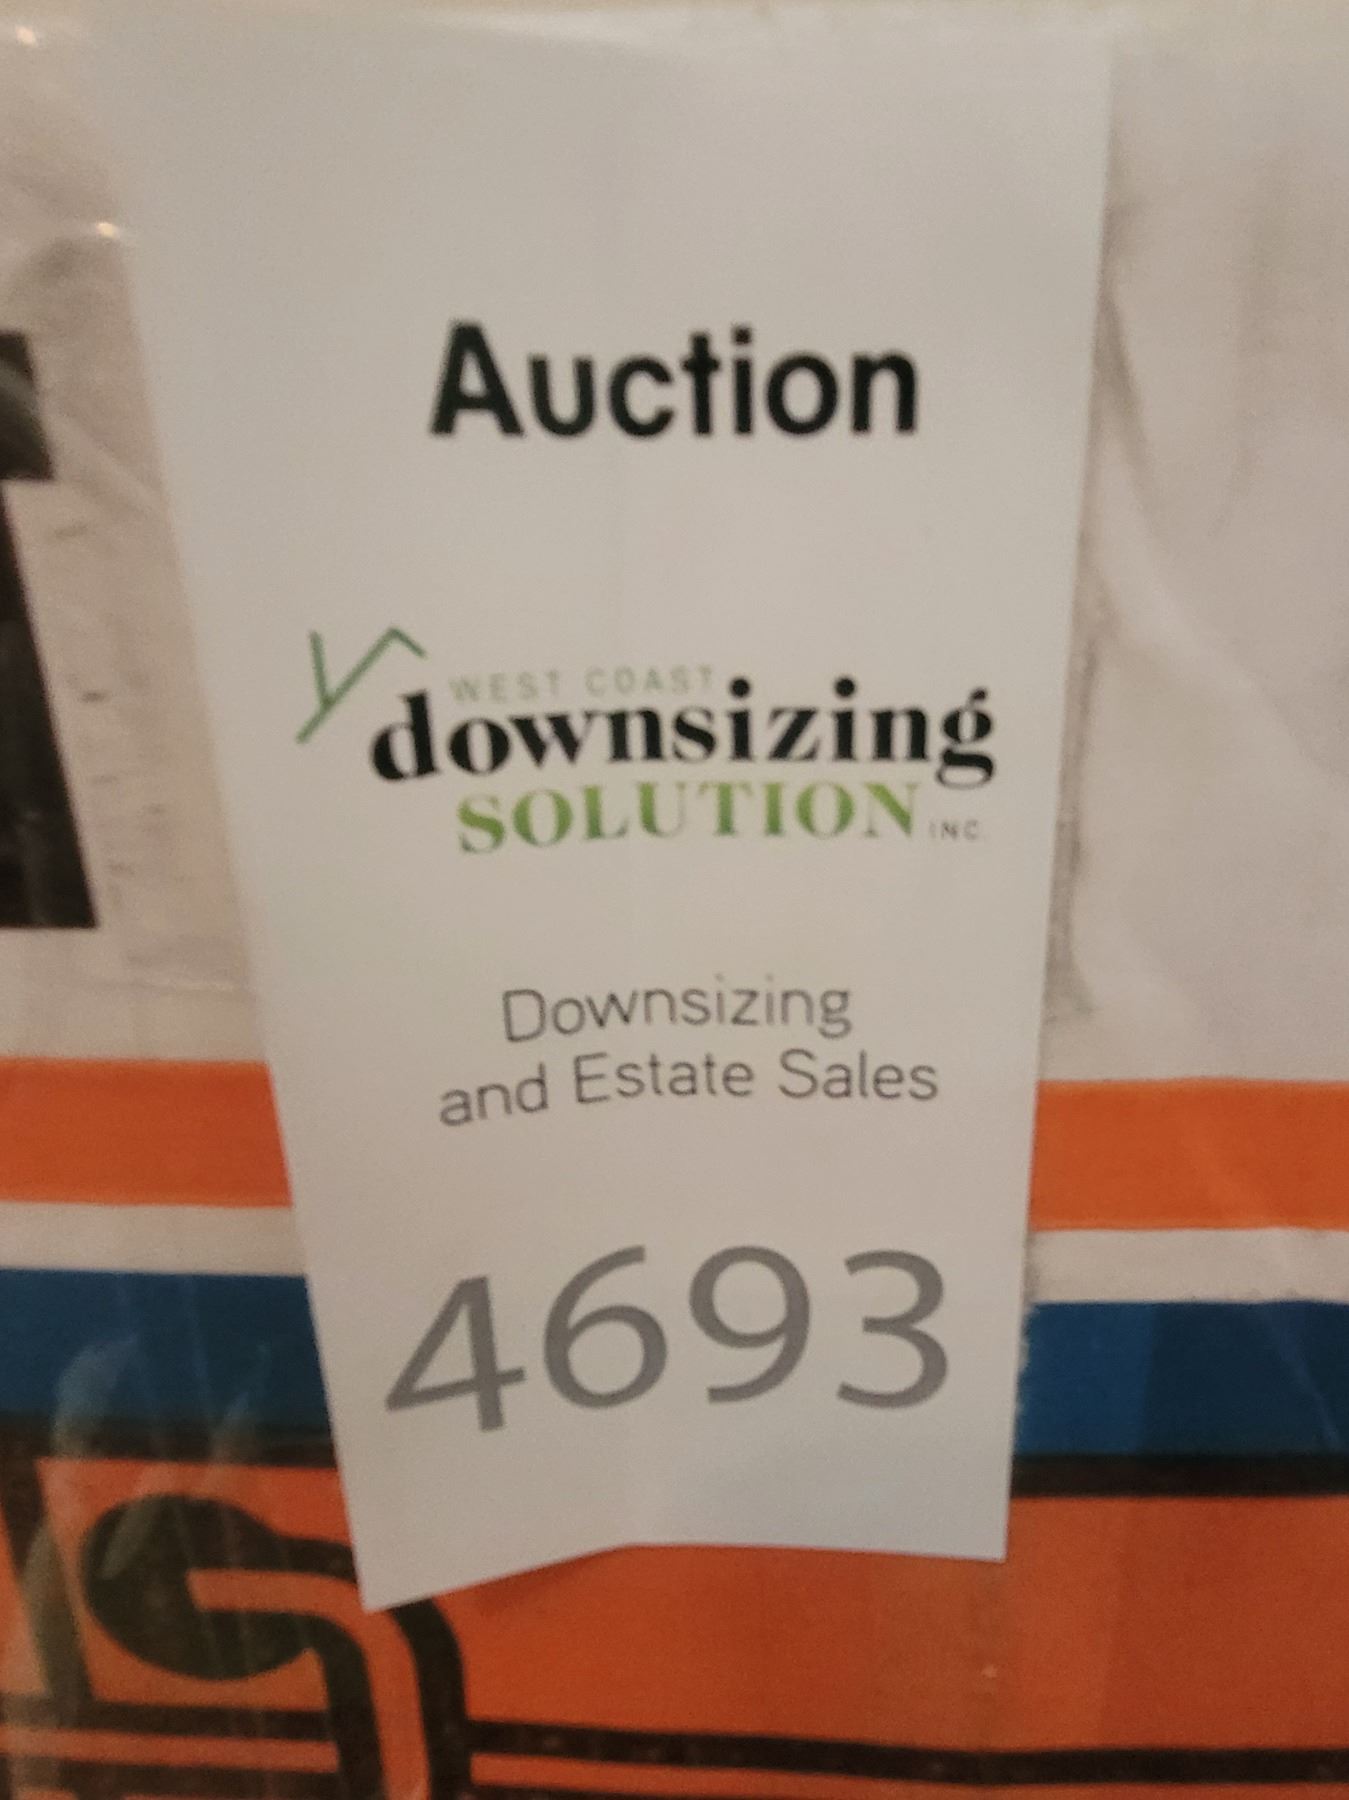 Auction
WEST COAST
downsizing
SOLUTION INC.
Downsizing
and Estate Sales
4693